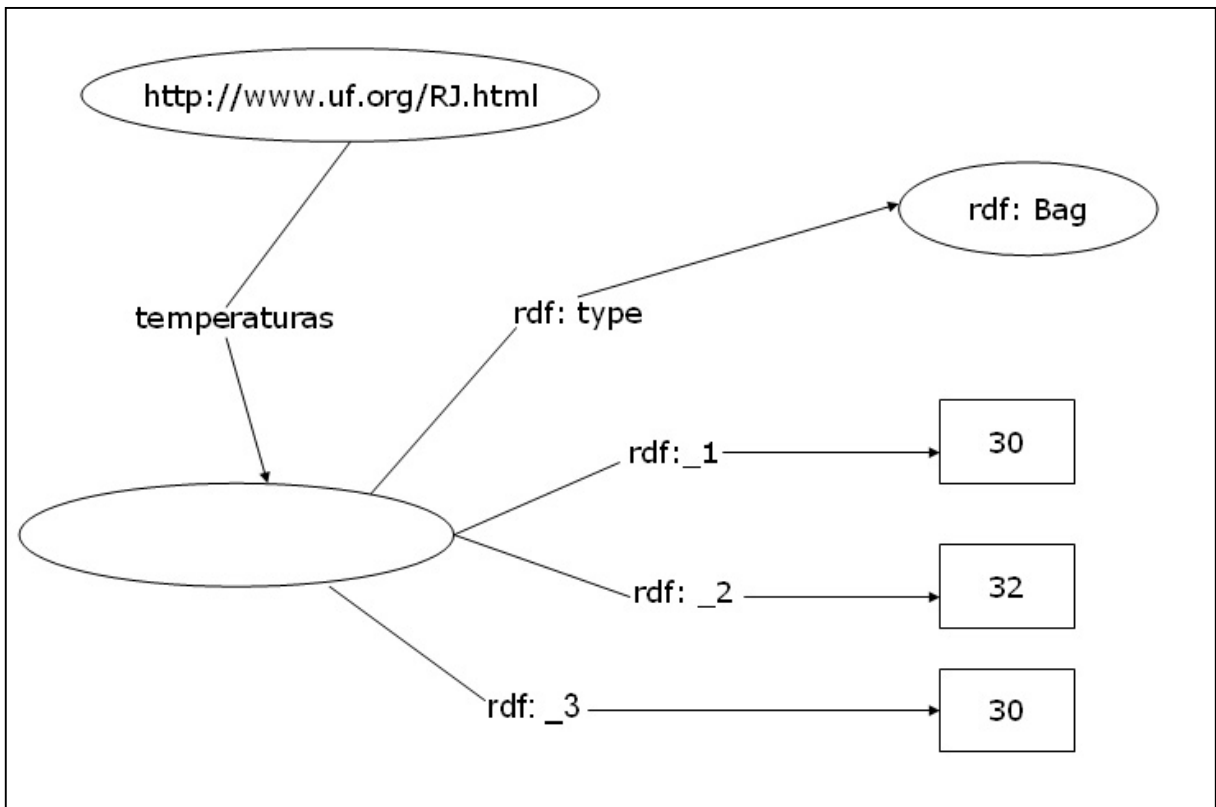 http://www.uf.org/RJ.html
rdf: Bag
temperaturas
rdf: type
rdf:_1
30
rdf: _2
32
rdf: _3
30